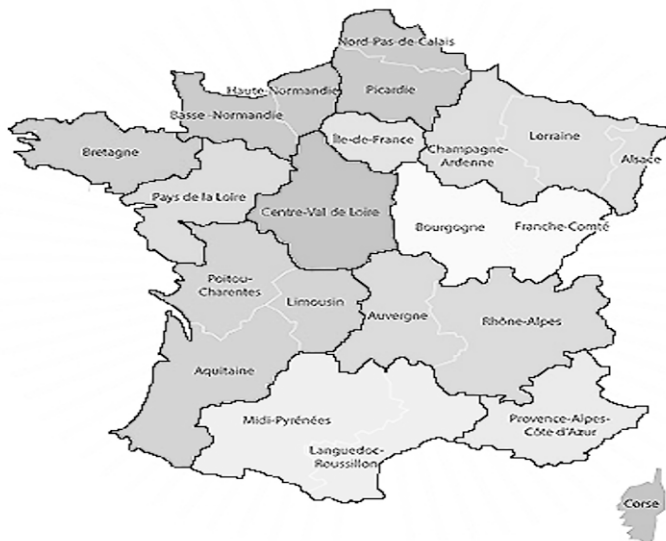 Nord-Pas-de-Calais
Haute-Normandie
Picardie
Basse-Normandie
Île-de-France
Champagne-
Ardenne
Lorraine
Alsace
Bretagne
Pays de la Loire
Centre-Val de Loire
Bourgogne
Franche-Comté
Poitou-
Charentes
Limousin
Auvergne
Rhône-Alpes
Aquitaine
Midi-Pyrénées
Languedoc-
Roussillon
Provence-Alpes-
Côte-d'Azur
Corse